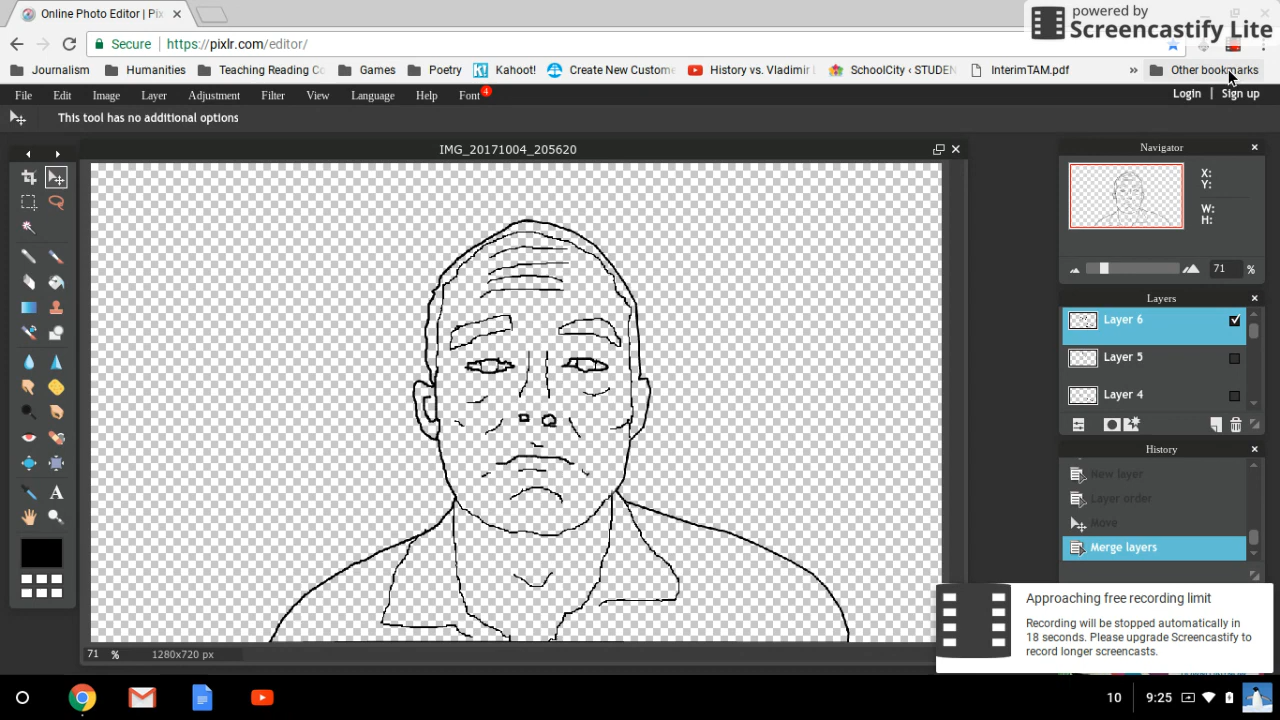 Online Photo Editor | Pix
powered by
Screencastify Lite
Secure https://pixlr.com/editor/
Journalism Humanities Teaching Reading Co Games Poetry Kahoot! Create New Custome History vs. Vladimir L SchoolCity ‹ STUDEN InterimTAM.pdf » Other bookmarks
File Edit Image Layer Adjustment Filter View Language Help Font 4 Login | Sign up
This tool has no additional options
IMG_20171004_205620
Navigator
X:
Y:
W:
H:
71 %
Layers
Layer 6
Layer 5
Layer 4
History
New layer
Layer order
Move
Merge layers
A
Approaching free recording limit
Recording will be stopped automatically in
18 seconds. Please upgrade Screencastify to
record longer screencasts.
71 % 1280x720 px
10 9:25